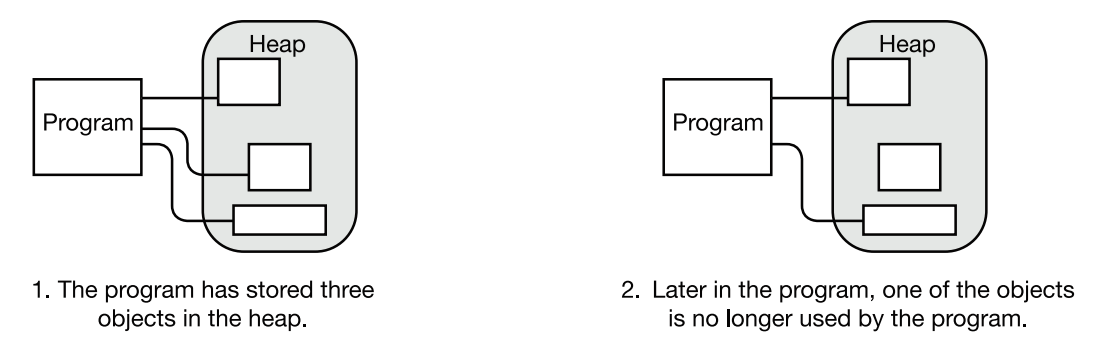 Heap
Program
1. The program has stored three
objects in the heap.
Heap
Program
2. Later in the program, one of the objects
is no longer used by the program.